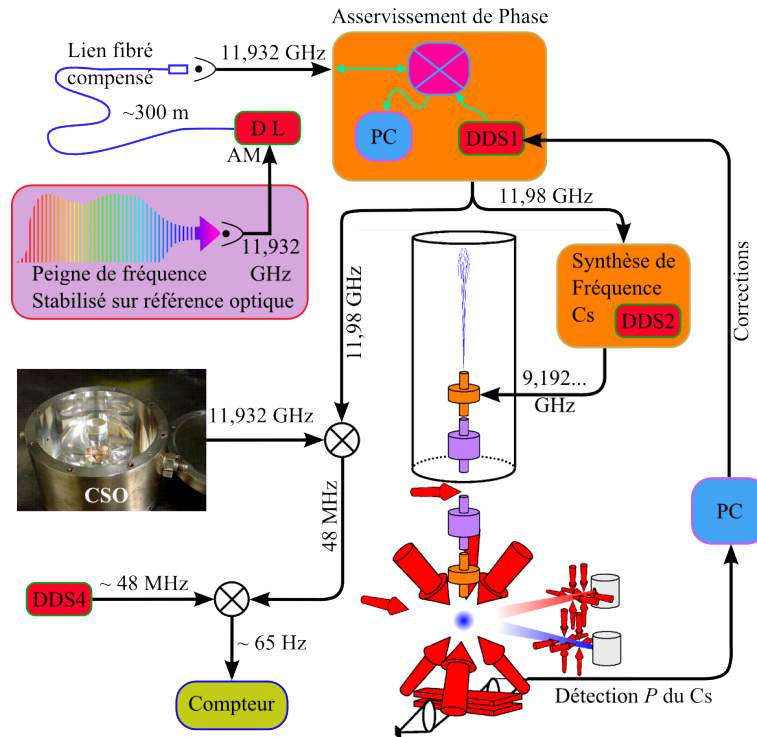 Asservissement de Phase
Lien fibré
compensé
11,932 GHz
~300 m
D L
AM
PC
DDS1
11,932
GHz
Peigne de fréquence
Stabilisé sur référence optique
11,98 GHz
11,98 GHz
Synthèse de
Fréquence
Cs
DDS2
Corrections
9,192...
GHz
11,932 GHz
CSO
48 MHz
PC
DDS4
~ 48 MHz
~ 65 Hz
Compteur
Détection P du Cs